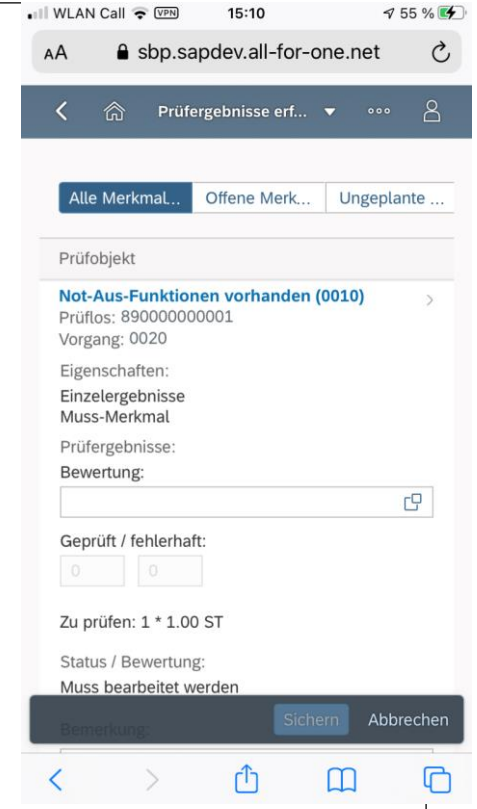 WLAN Call VPN 15:10 55 %
AA sbp.sapdev.all-for-one.net
Prüfergebnisse erf...
Alle Merkmal... Offene Merk... Ungeplante ...
Prüfobjekt
Not-Aus-Funktionen vorhanden (0010)
Prüflos: 890000000001
Vorgang: 0020
Eigenschaften:
Einzelergebnisse
Muss-Merkmal
Prüfergebnisse:
Bewertung:
Geprüft / fehlerhaft:
0 0
Zu prüfen: 1 * 1.00 ST
Status / Bewertung:
Muss bearbeitet werden
Sichern Abbrechen
Bemerkung: